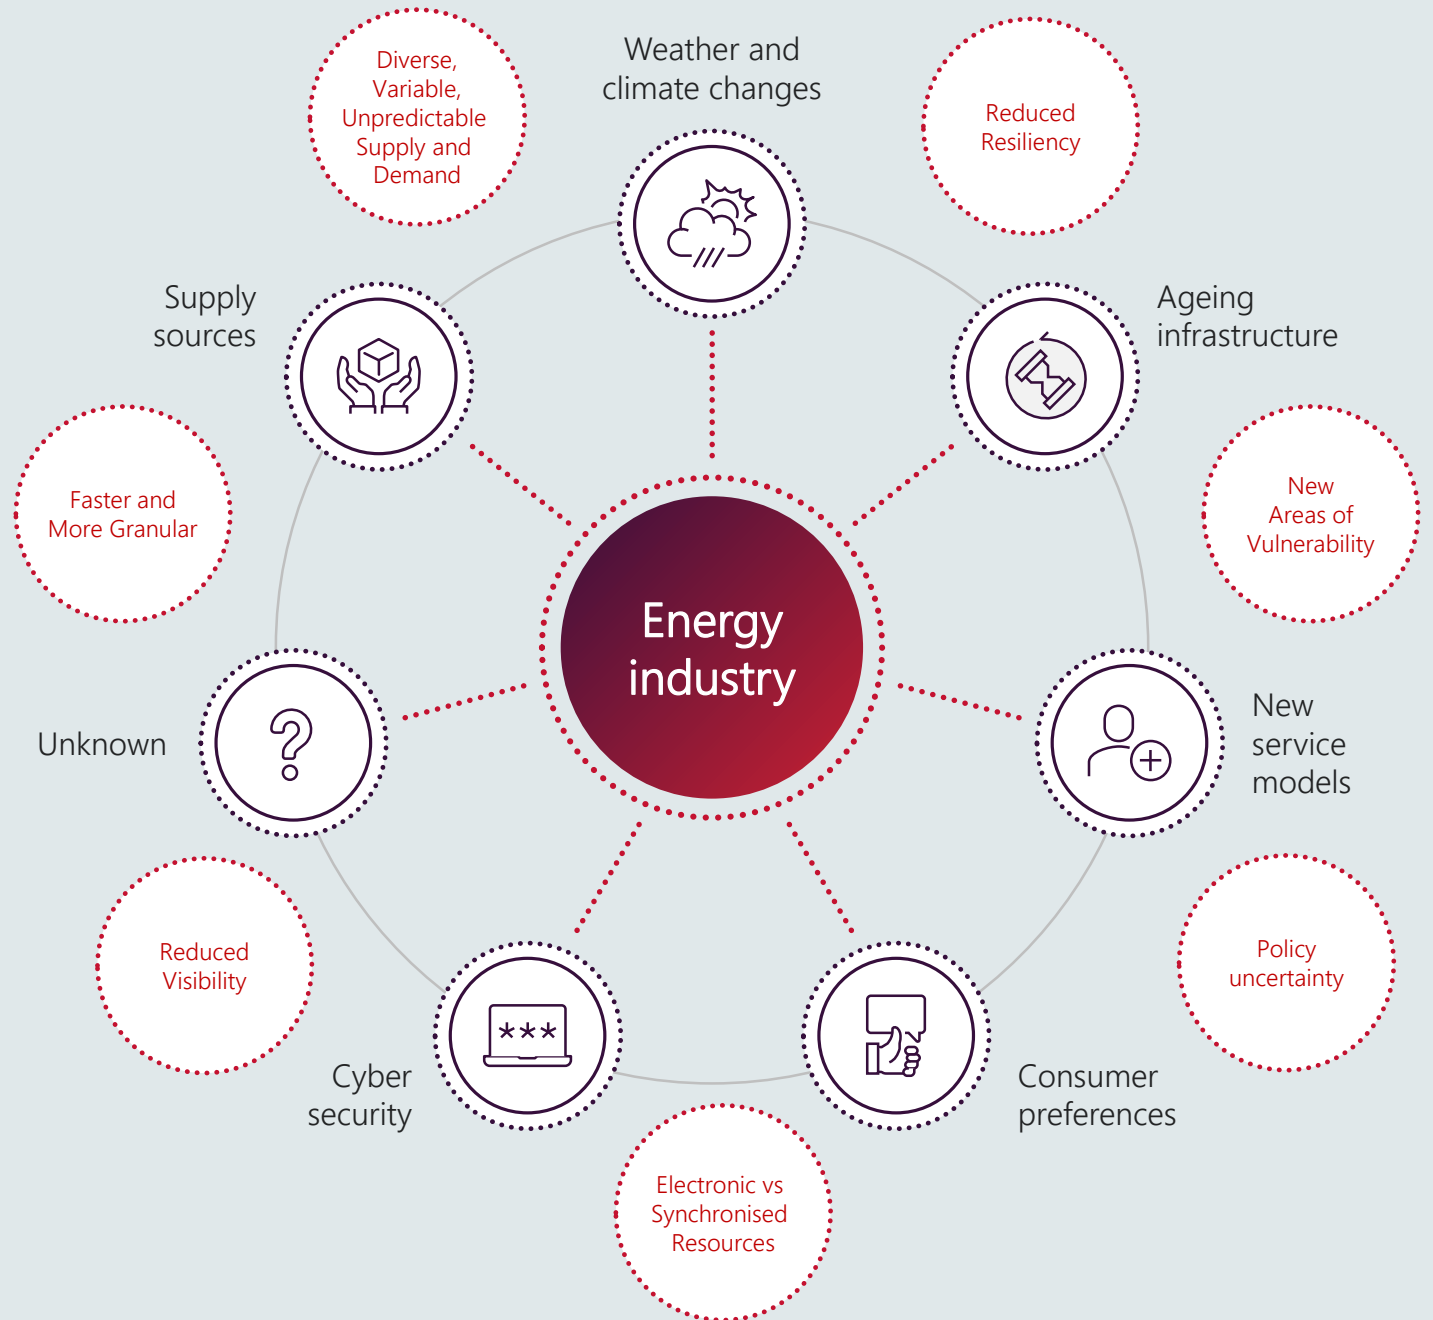 Weather and
climate changes
Diverse,
Variable,
Unpredictable
Supply and
Demand
Reduced
Resiliency
Supply
sources
Ageing
infrastructure
Faster and
More Granular
New
Areas of
Vulnerability
Energy
industry
Unknown
New
service
models
Reduced
Visibility
Policy
uncertainty
***
Cyber
security
Consumer
preferences
Electronic vs
Synchronised
Resources